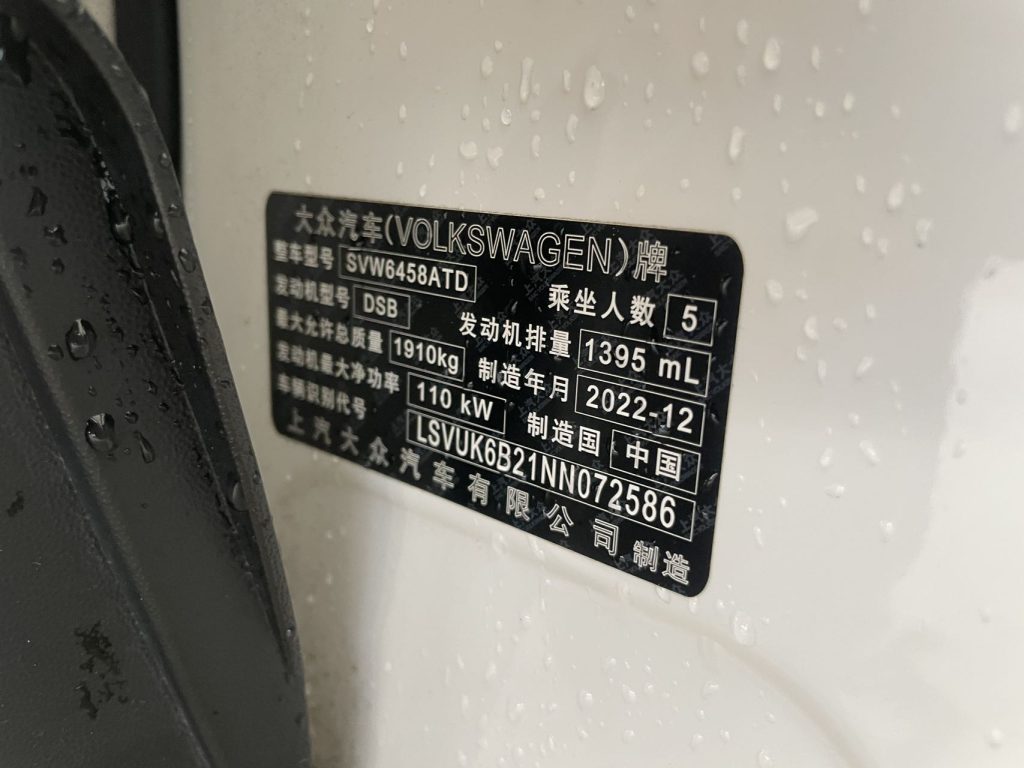 大众汽车(VOLKSWAGEN)牌
整车型号 SVW6458ATD 乘坐人数 5
发动机型号 DSB 发动机排量 1395 mL
最大允许总质量 1910kg 制造年月 2022-12
发动机最大净功率 110 kW 制造国 中国
车辆识别代号 LSVUK6B21NN072586
上汽大众汽车有限公司制造